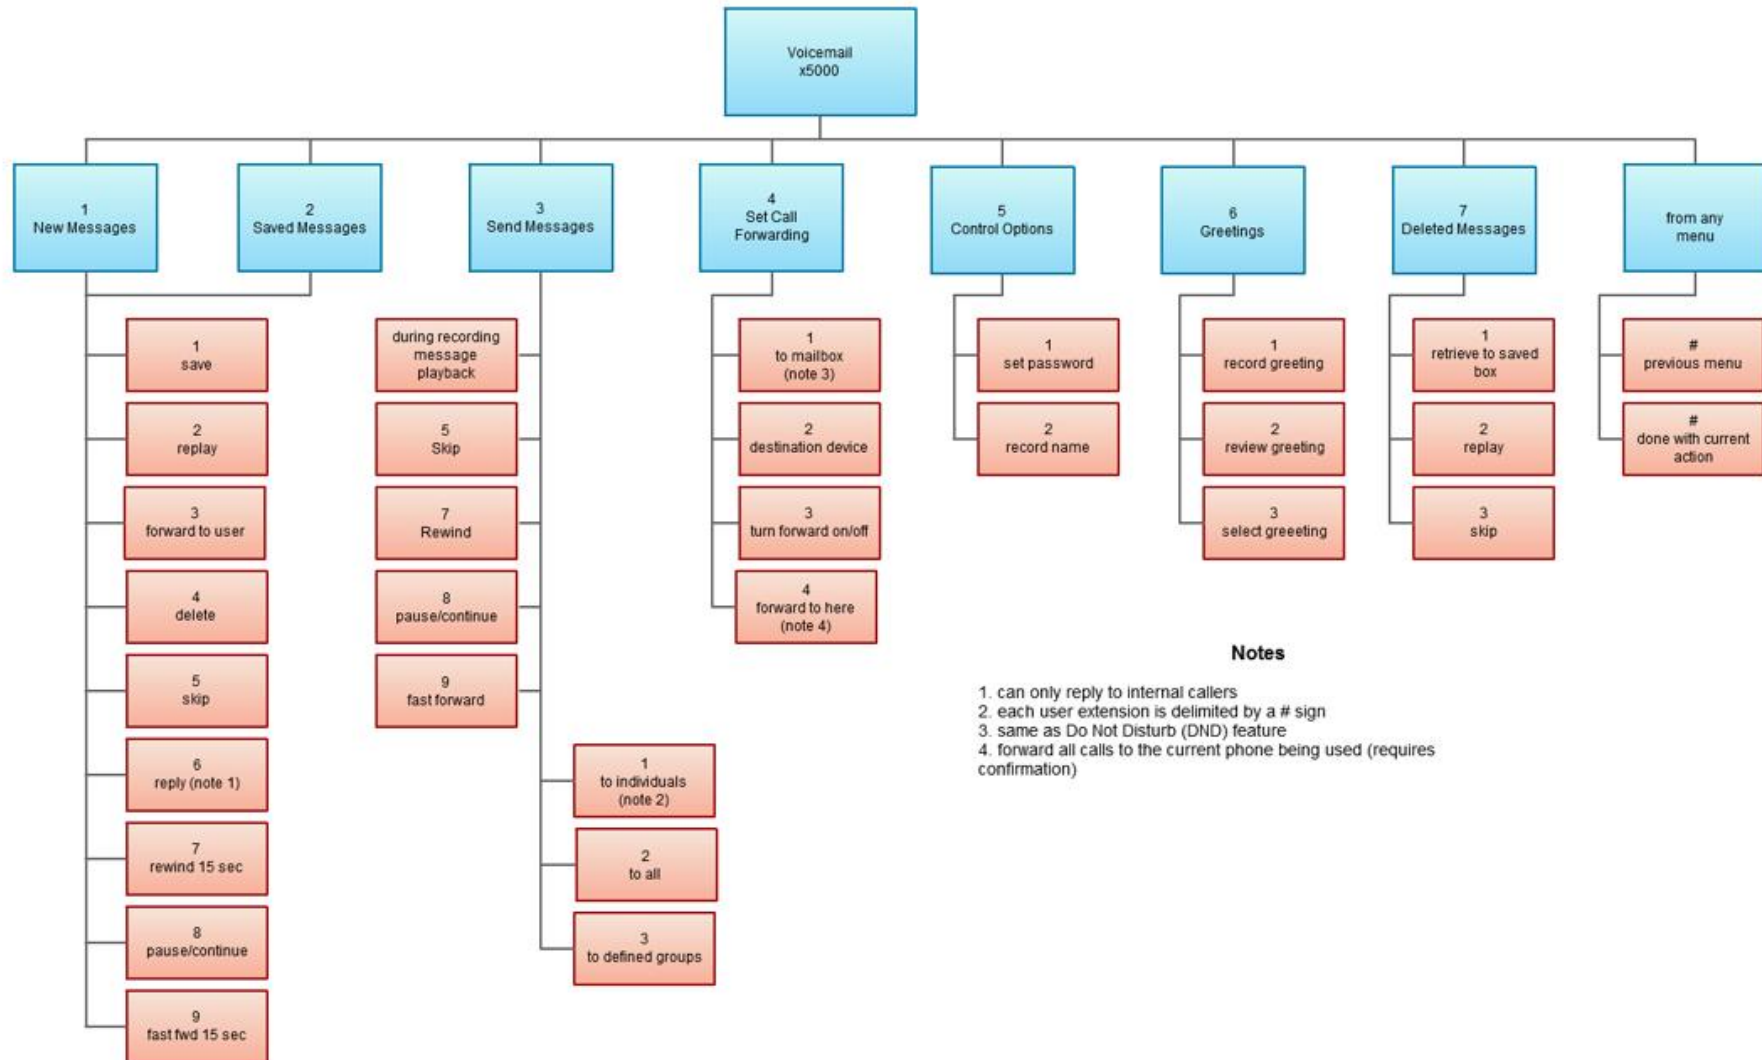 Voicemail
x5000
1
New Messages
2
Saved Messages
3
Send Messages
4
Set Call
Forwarding
5
Control Options
6
Greetings
7
Deleted Messages
from any
menu
1
save
2
replay
3
forward to user
4
delete
5
skip
6
reply (note 1)
7
rewind 15 sec
8
pause/continue
9
fast fwd 15 sec
during recording
message
playback
5
Skip
7
Rewind
8
pause/continue
9
fast forward
1
to individuals
(note 2)
2
to all
3
to defined groups
1
to mailbox
(note 3)
2
destination device
3
turn forward on/off
4
forward to here
(note 4)
1
set password
2
record name
1
record greeting
2
review greeting
3
select greeeting
1
retrieve to saved
box
2
replay
3
skip
#
previous menu
#
done with current
action
Notes
1. can only reply to internal callers
2. each user extension is delimited by a # sign
3. same as Do Not Disturb (DND) feature
4. forward all calls to the current phone being used (requires
confirmation)